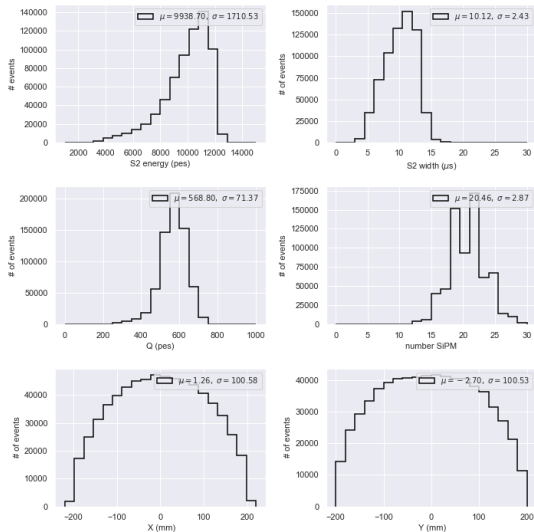 μ = 9938.70, σ = 1710.53
140000
120000
100000
80000
60000
40000
20000
0
# of events
2000 4000 6000 8000 10000 12000 14000
S2 energy (pes)
μ = 10.12, σ = 2.43
150000
125000
100000
75000
50000
25000
0
# of events
0 5 10 15 20 25 30
S2 width (μs)
μ = 568.80, σ = 71.37
200000
150000
100000
50000
0
# of events
0 200 400 600 800 1000
Q (pes)
μ = 20.46, σ = 2.87
175000
150000
125000
100000
75000
50000
25000
0
# of events
0 5 10 15 20 25 30
number SiPM
μ = 1.26, σ = 100.58
40000
30000
20000
10000
0
# of events
−200 −100 0 100 200
X (mm)
μ = −2.70, σ = 100.53
40000
30000
20000
10000
0
# of events
−200 −100 0 100 200
Y (mm)